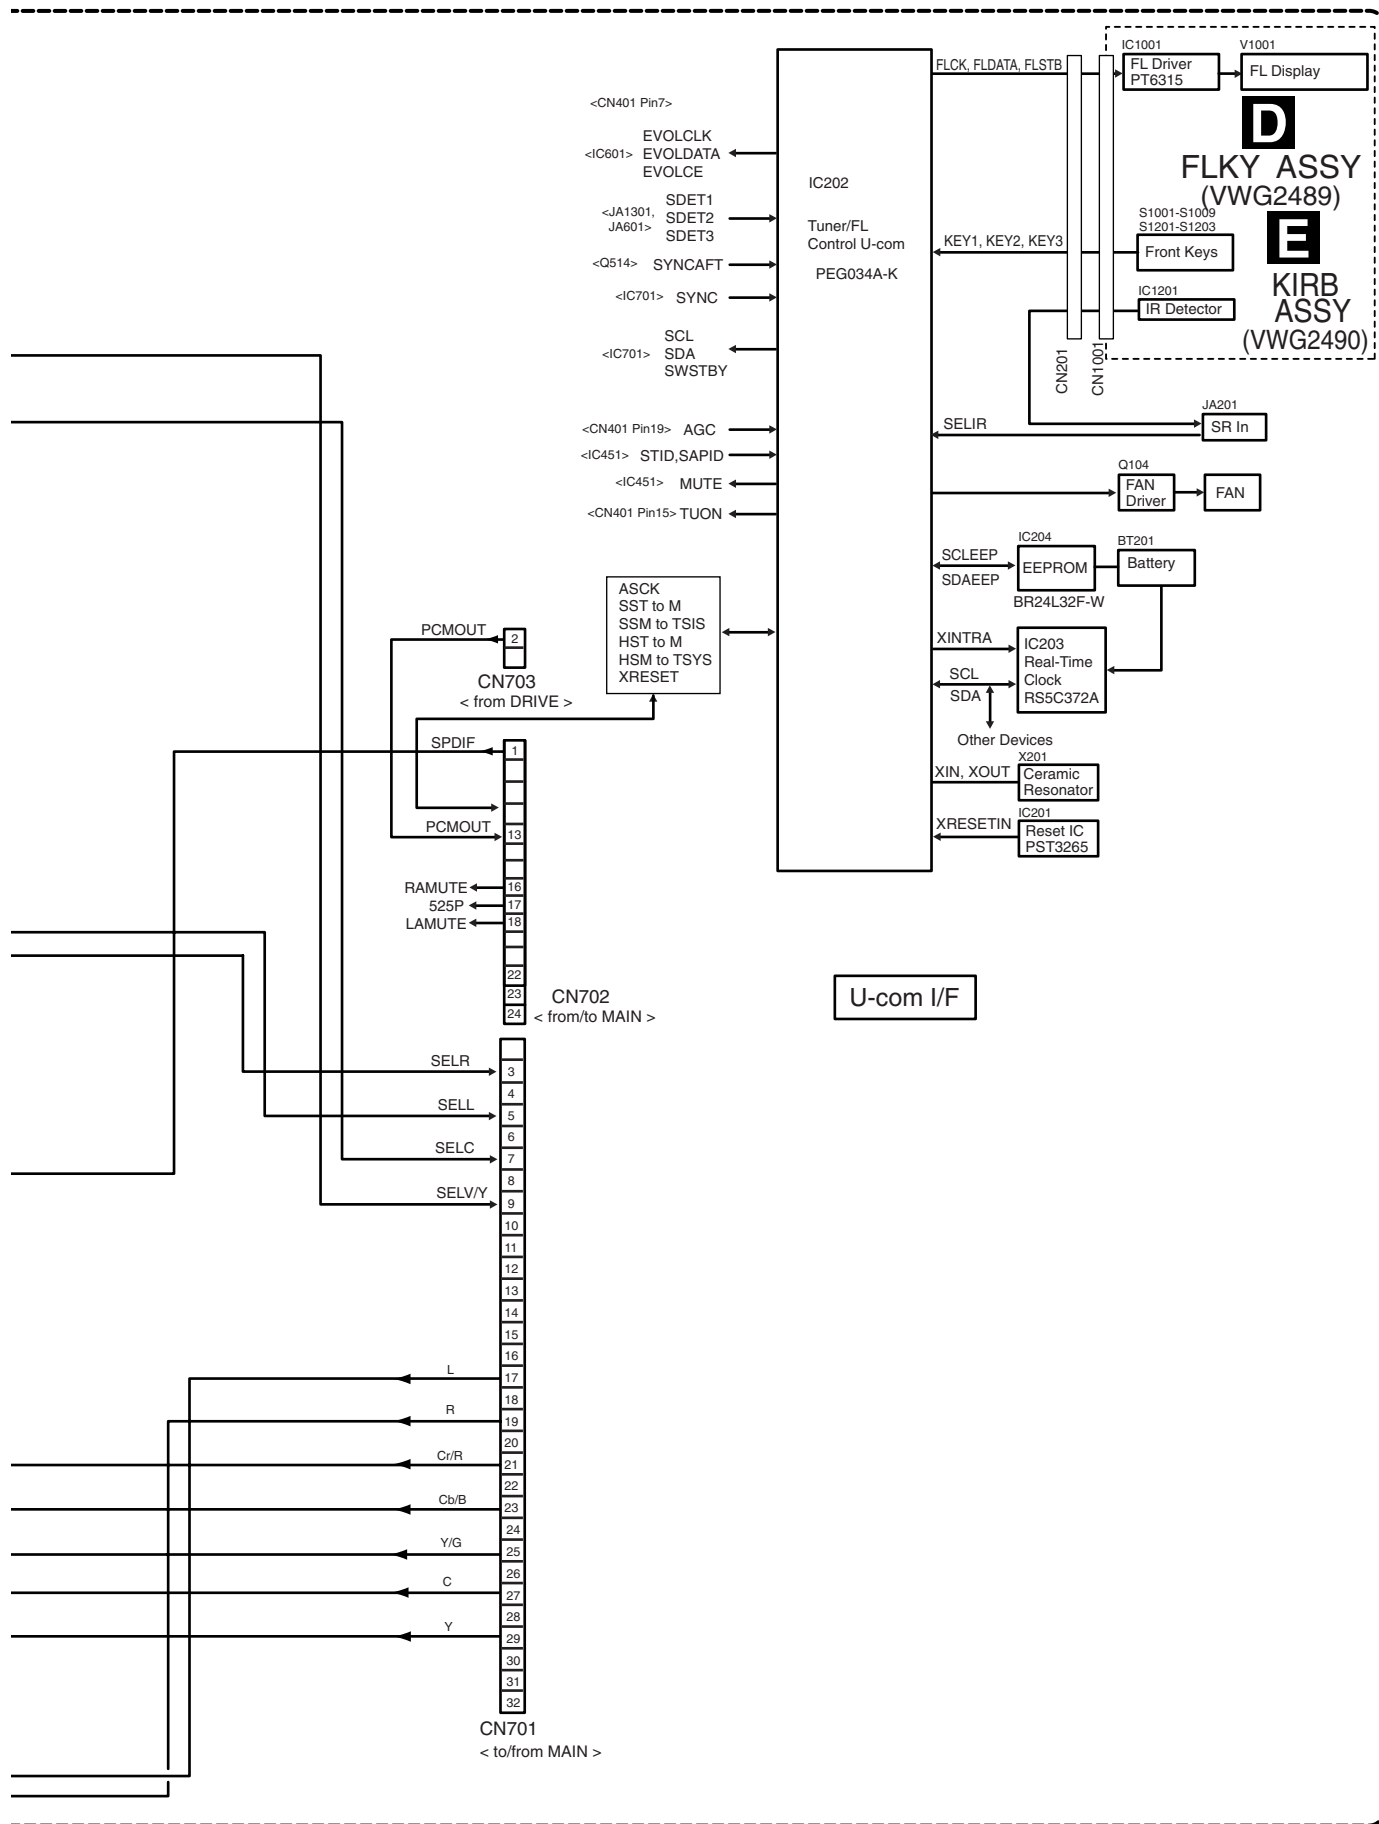 IC1001
V1001
FLCK, FLDATA, FLSTB
FL Driver
PT6315
FL Display
<CN401 Pin7>
D
FLKY ASSY
(VWG2489)
EVOLCLK
<IC601> EVOLDATA
EVOLCE
IC202
Tuner/FL
Control U-com
PEG034A-K
SDET1
<JA1301, SDET2
JA601>
SDET3
S1001-S1009
S1201-S1203
KEY1, KEY2, KEY3
Front Keys
E
KIRB
ASSY
(VWG2490)
<Q514> SYNCAFT
<IC701> SYNC
IC1201
IR Detector
SCL
<IC701> SDA
SWSTBY
CN201
CN1001
JA201
SELIR
SR In
<CN401 Pin19> AGC
<IC451> STID,SAPID
<IC451> MUTE
<CN401 Pin15> TUON
Q104
FAN
Driver
FAN
IC204
BT201
SCLEEP
SDAEEP
EEPROM
Battery
BR24L32F-W
ASCK
SST to M
SSM to TSIS
HST to M
HSM to TSYS
XRESET
PCMOUT
2
CN703
< from DRIVE >
XINTRA
SCL
SDA
IC203
Real-Time
Clock
RS5C372A
Other Devices
X201
XIN, XOUT
Ceramic
Resonator
IC201
XRESETIN
Reset IC
PST3265
SPDIF
1
PCMOUT
13
RAMUTE
16
525P
17
LAMUTE
18
22
23
24
CN702
< from/to MAIN >
U-com I/F
SELR
3
4
SELL
5
6
SELC
7
8
SELV/Y
9
10
11
12
13
14
15
16
L
17
18
R
19
20
Cr/R
21
22
Cb/B
23
24
Y/G
25
26
C
27
28
Y
29
30
31
32
CN701
< to/from MAIN >